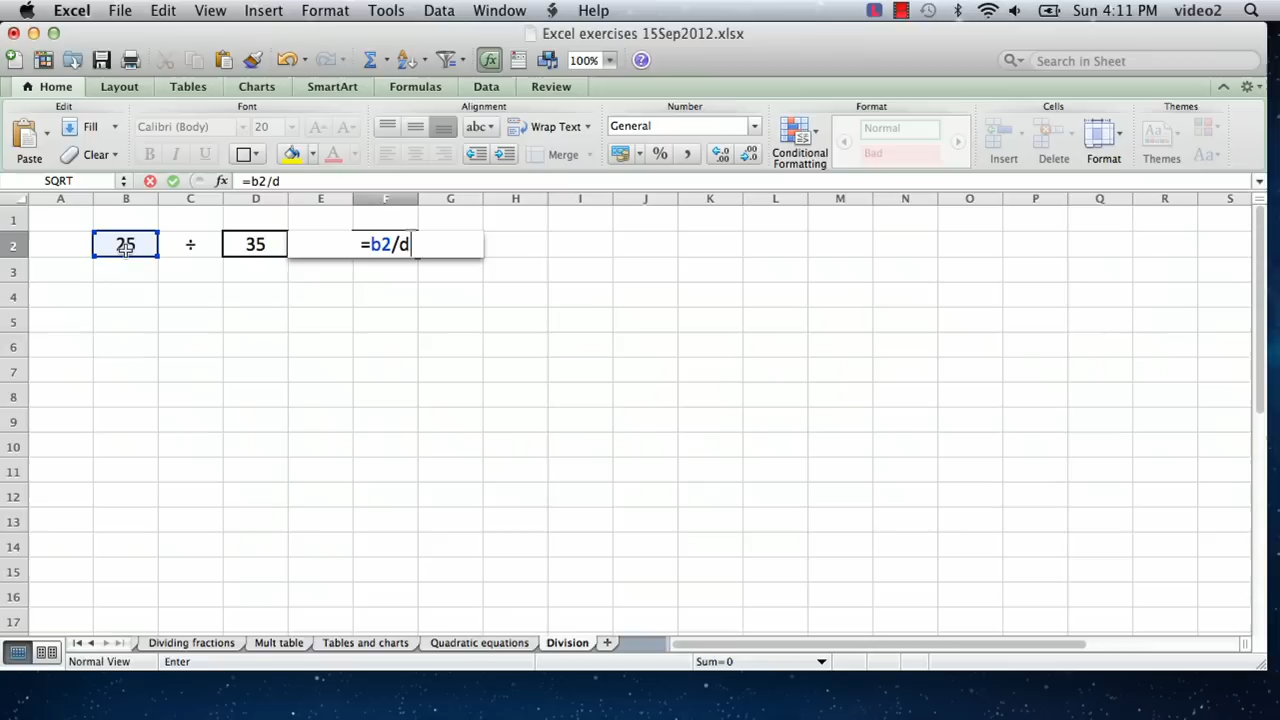 Excel File Edit View Insert Format Tools Data Window Help Sun 4:11 PM video2
Excel exercises 15Sep2012.xlsx
100% Search in Sheet
Home Layout Tables Charts SmartArt Formulas Data Review
Edit Font Alignment Number Format Cells Themes
Fill Calibri (Body) 20 A A abc Wrap Text General Normal
Paste Clear B I U A Merge % , .0 .00 Conditional Formatting Bad Insert Delete Format Themes Aa
SQRT fx =b2/d
A B C D E F G H I J K L M N O P Q R S
1
2 25 ÷ 35 =b2/d
3
4
5
6
7
8
9
10
11
12
13
14
15
16
17
Dividing fractions Mult table Tables and charts Quadratic equations Division +
Normal View Enter Sum=0